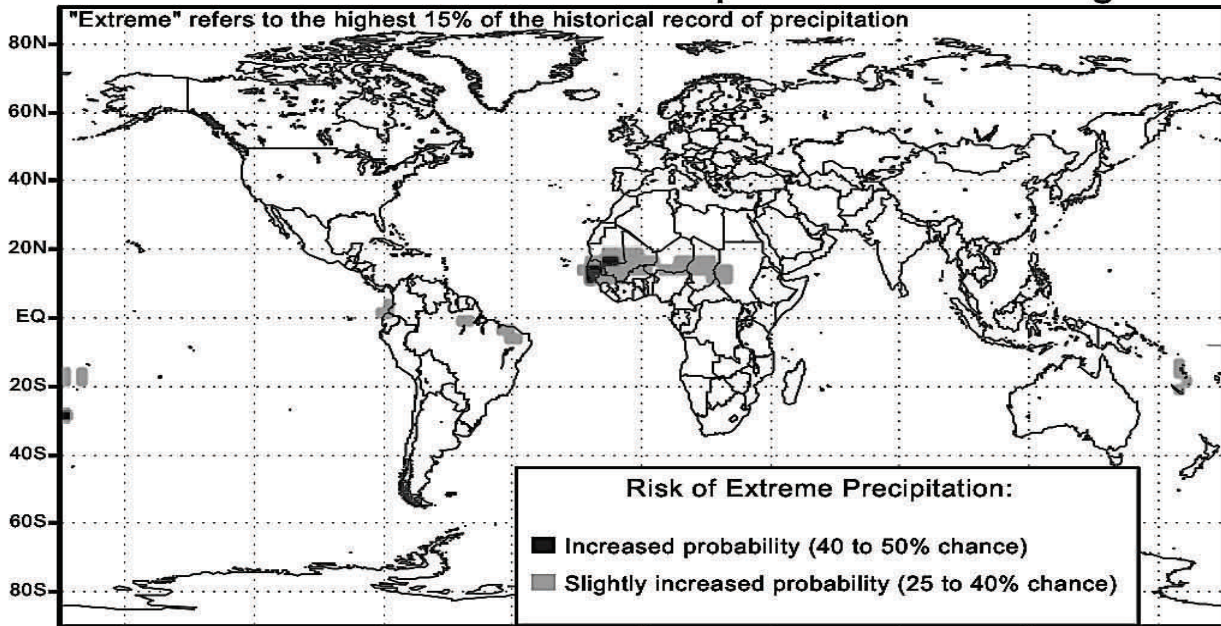 "Extreme" refers to the highest 15% of the historical record of precipitation
80N
60N
40N
20N
EQ
20S
40S
60S
80S
Risk of Extreme Precipitation:
Increased probability (40 to 50% chance)
Slightly increased probability (25 to 40% chance)